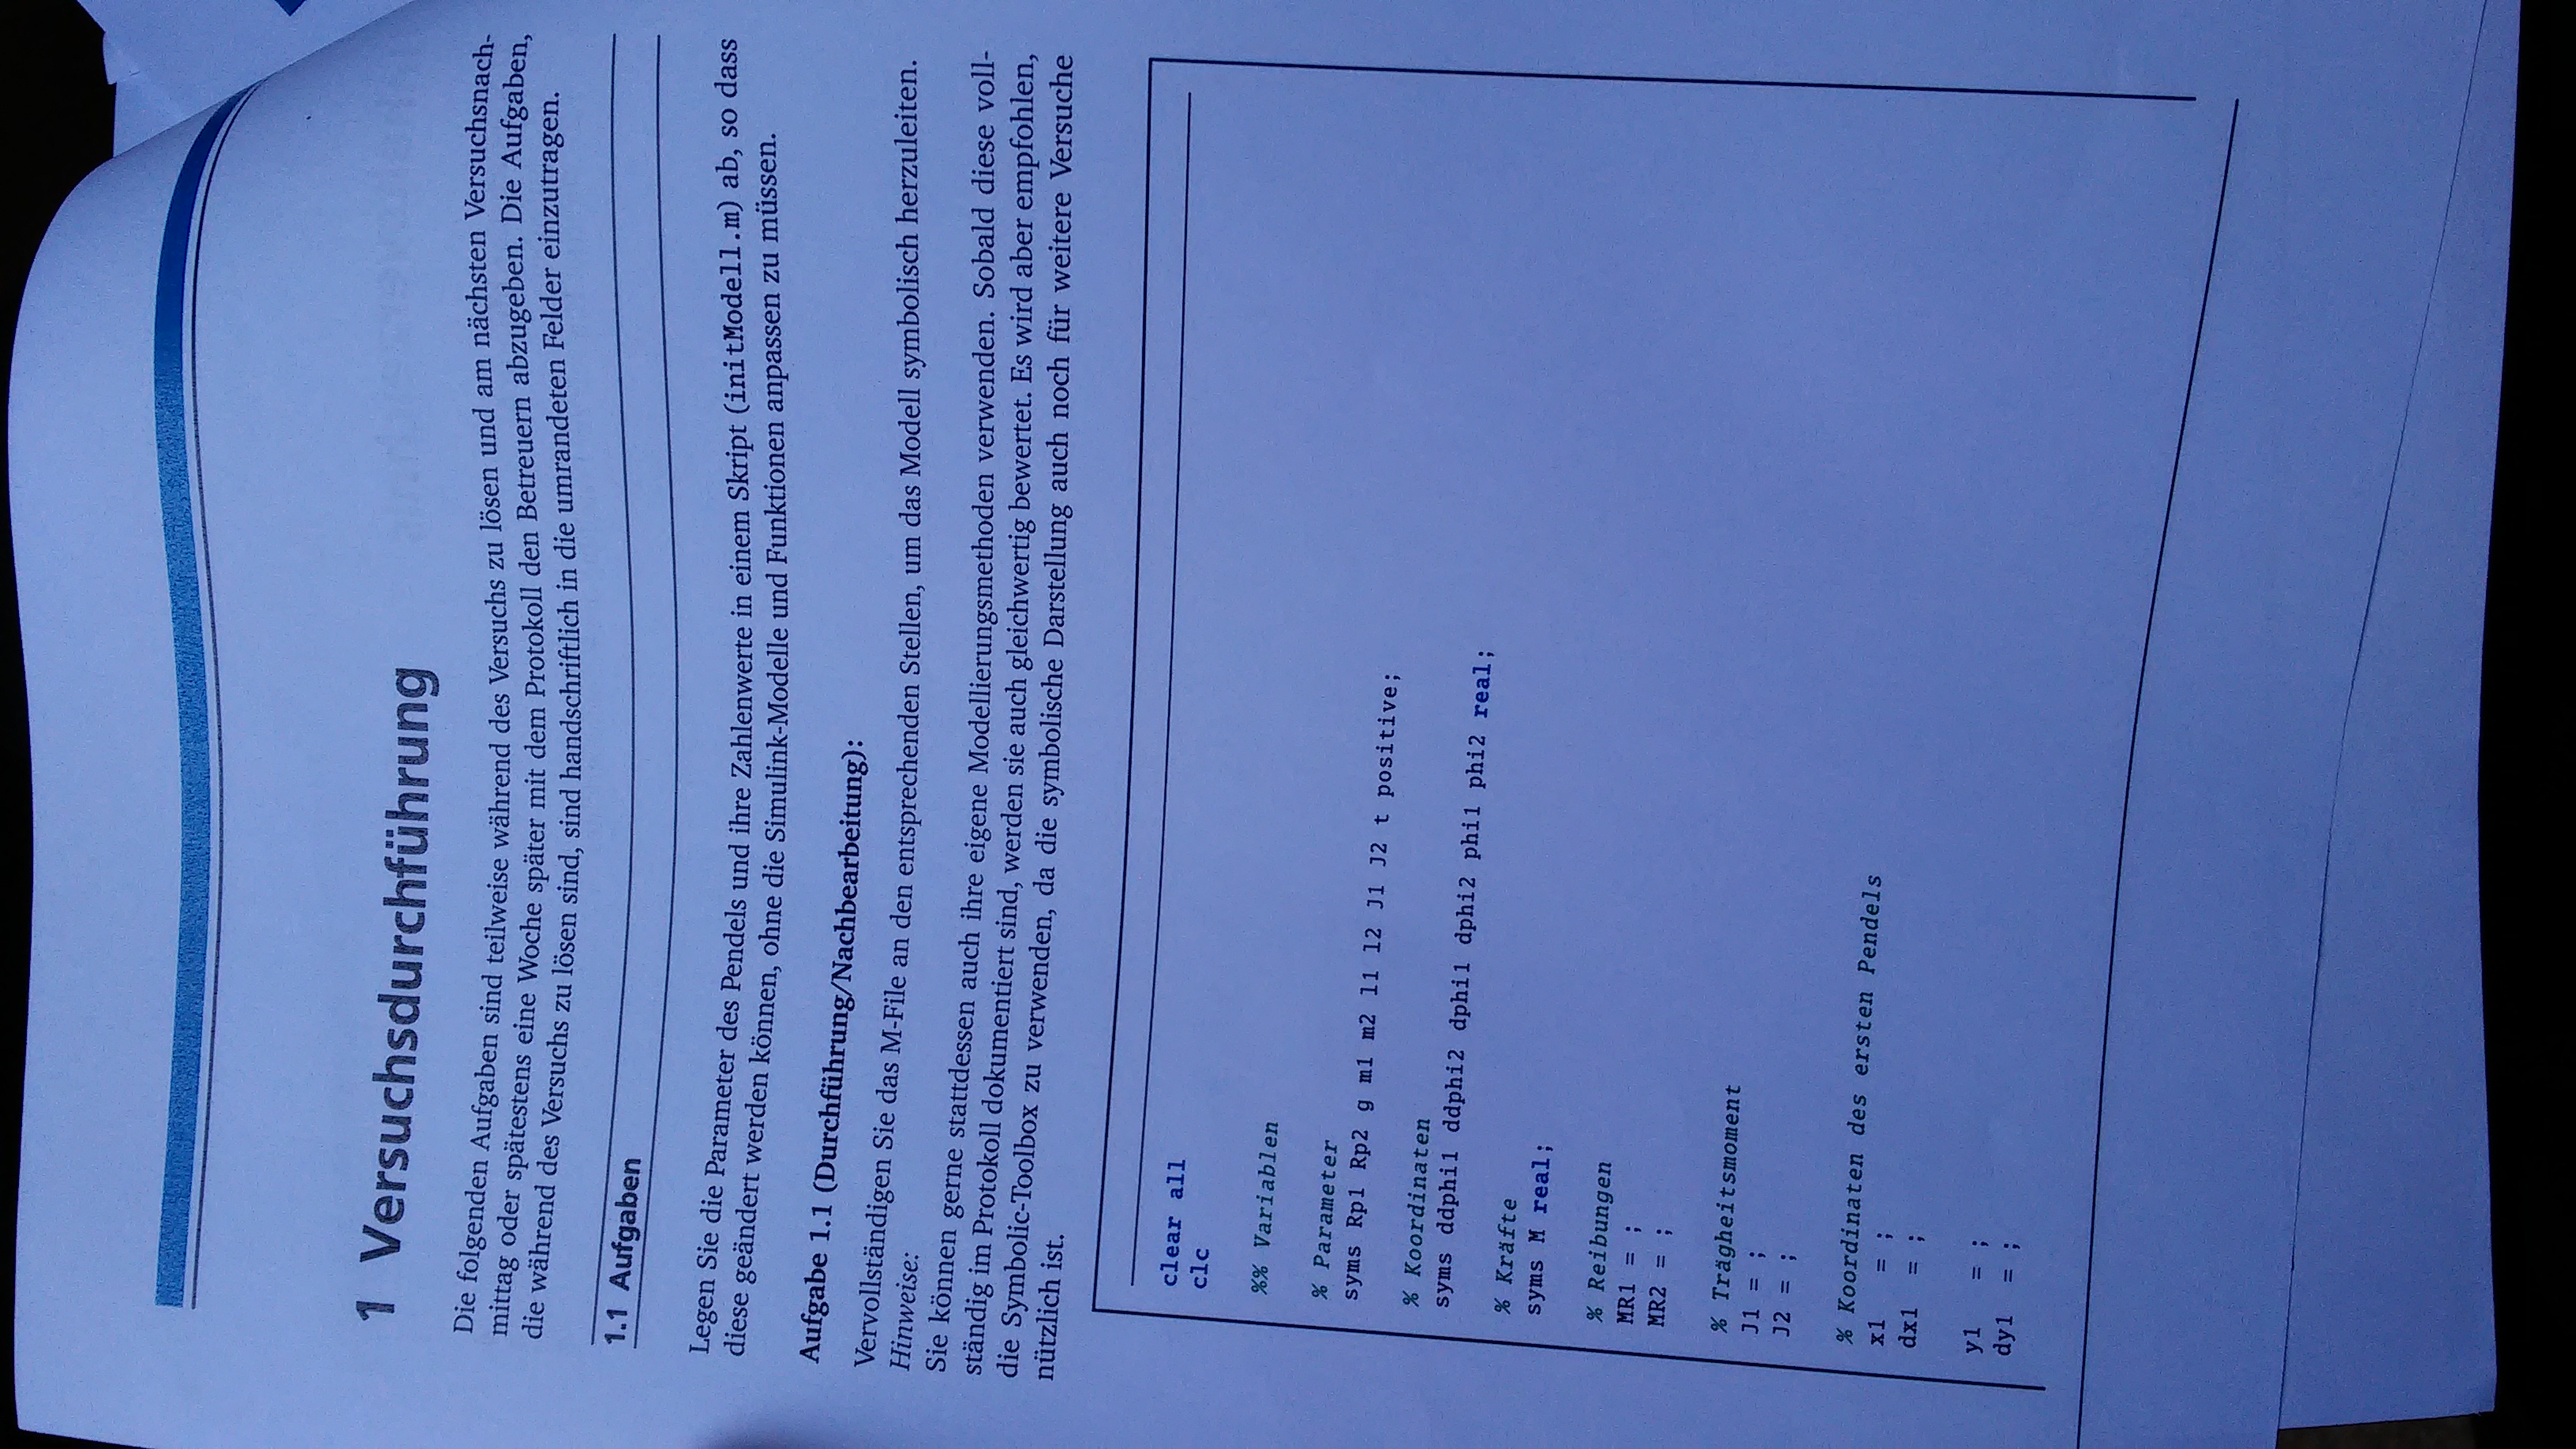 1 Versuchsdurchführung
Die folgenden Aufgaben sind teilweise während des Versuchs zu lösen und am nächsten Versuchsnach-
mittag oder spätestens eine Woche später mit dem Protokoll den Betreuern abzugeben. Die Aufgaben,
die während des Versuchs zu lösen sind, sind handschriftlich in die umrandeten Felder einzutragen.
1.1 Aufgaben
Legen Sie die Parameter des Pendels und ihre Zahlenwerte in einem Skript (initModell.m) ab, so dass
diese geändert werden können, ohne die Simulink-Modelle und Funktionen anpassen zu müssen.
Aufgabe 1.1 (Durchführung/Nachbearbeitung):
Vervollständigen Sie das M-File an den entsprechenden Stellen, um das Modell symbolisch herzuleiten.
Hinweise:
Sie können gerne stattdessen auch ihre eigene Modellierungsmethoden verwenden. Sobald diese voll-
ständig im Protokoll dokumentiert sind, werden sie auch gleichwertig bewertet. Es wird aber empfohlen,
die Symbolic-Toolbox zu verwenden, da die symbolische Darstellung auch noch für weitere Versuche
nützlich ist.
clear all
clc
%% Variablen
% Parameter
syms Rp1 Rp2 g m1 m2 l1 l2 J1 J2 t positive;
% Koordinaten
syms ddphi1 ddphi2 dphi1 dphi2 phi1 phi2 real;
% Kräfte
syms M real;
% Reibungen
MR1 = ;
MR2 = ;
% Trägheitsmoment
J1 = ;
J2 = ;
% Koordinaten des ersten Pendels
x1 = ;
dx1 = ;
y1 = ;
dy1 = ;